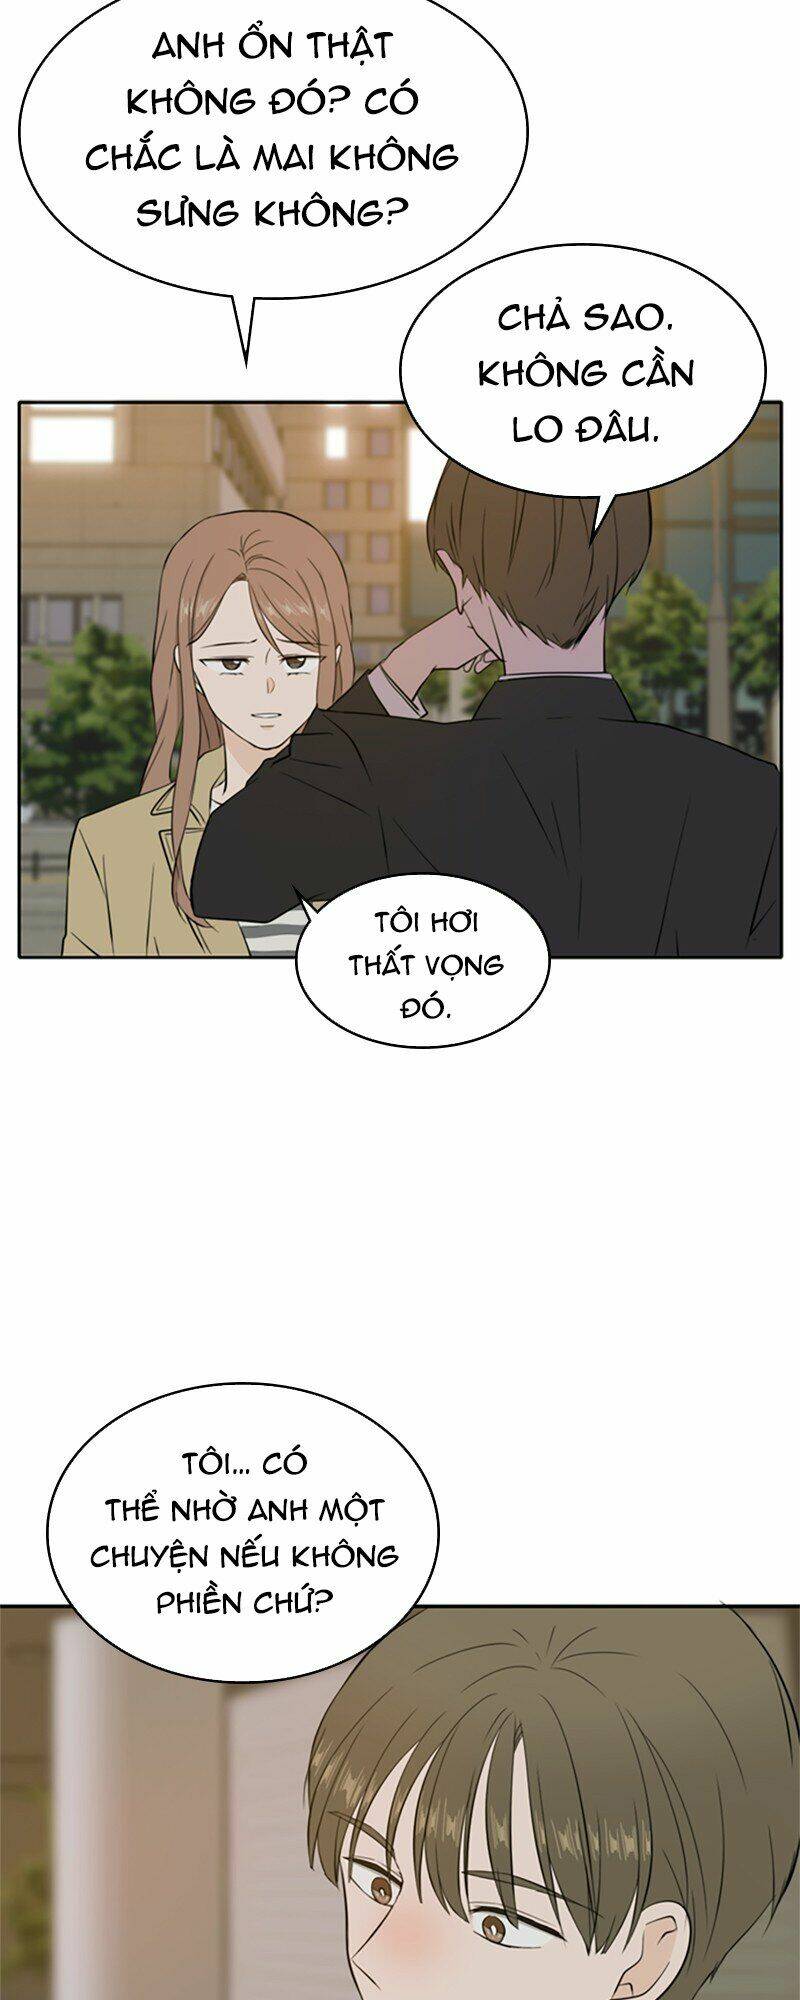 ANH ỔN THẬT
KHÔNG ĐÓ? CÓ
CHẮC LÀ MAI KHÔNG
SƯNG KHÔNG?
CHẢ SAO.
KHÔNG CẦN
LO ĐÂU.
TÔI HƠI
THẤT VỌNG
ĐÓ.
TÔI... CÓ
THỂ NHỜ ANH MỘT
CHUYỆN NẾU KHÔNG
PHIỀN CHỨ?